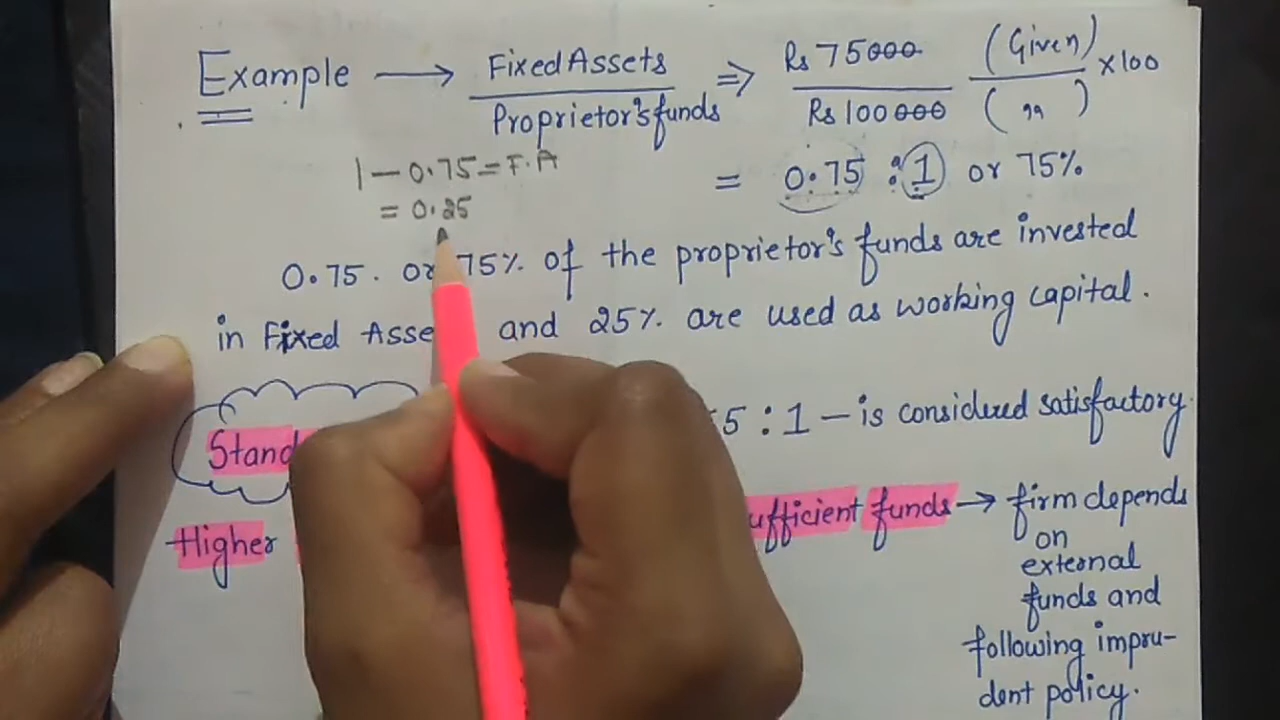 Example → Fixed Assets / Proprietor's funds => Rs 75000 / Rs 100000 (Given) / ( ,, ) x100
1 — 0.75 = F.A
= 0.75 : 1 or 75%
= 0.25
0.75. or 75% of the proprietor's funds are invested
in Fixed Asse and 25% are used as working capital.
Stand 5 : 1 — is considered satisfactory.
Higher ufficient funds → firm depends
on
external
funds and
following impru-
dent policy.